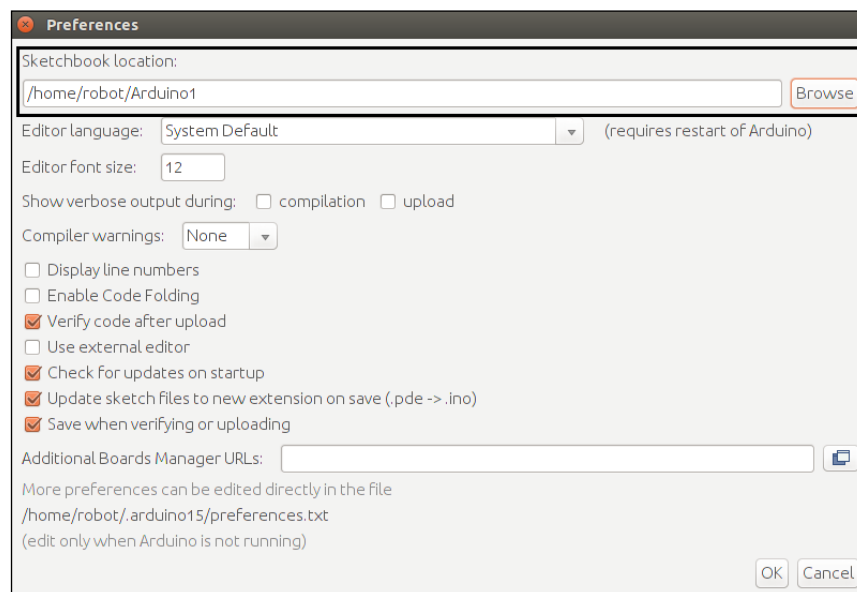 Preferences
Sketchbook location:
/home/robot/Arduino1 Browse
Editor language: System Default (requires restart of Arduino)
Editor font size: 12
Show verbose output during: compilation upload
Compiler warnings: None
Display line numbers
Enable Code Folding
Verify code after upload
Use external editor
Check for updates on startup
Update sketch files to new extension on save (.pde -> .ino)
Save when verifying or uploading
Additional Boards Manager URLs:
More preferences can be edited directly in the file
/home/robot/.arduino15/preferences.txt
(edit only when Arduino is not running)
OK Cancel